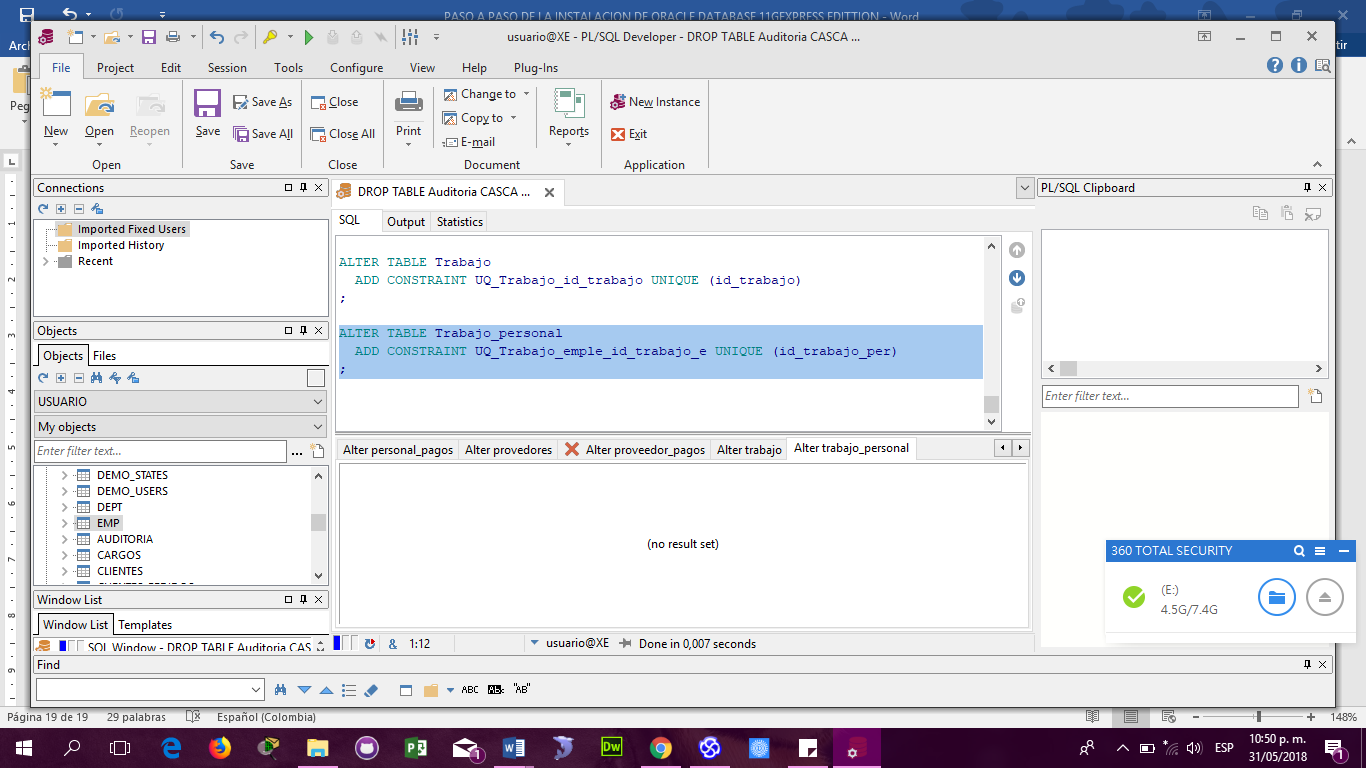 PASO A PASO DE LA INSTALACION DE ORACLE DATABASE 11GEXPRESS EDITTION - Word
usuario@XE - PL/SQL Developer - DROP TABLE Auditoria CASCA ...
File Project Edit Session Tools Configure View Help Plug-Ins
New Open Reopen Save Save As Save All Close Close All Print Change to Copy to E-mail Reports New Instance Exit
Open Save Close Document Application
Connections
Imported Fixed Users
Imported History
Recent
Objects
Objects Files
USUARIO
My objects
Enter filter text...
DEMO_STATES
DEMO_USERS
DEPT
EMP
AUDITORIA
CARGOS
CLIENTES
Window List
Window List Templates
SQL Window - DROP TABLE Auditoria CAS
DROP TABLE Auditoria CASCA ...
SQL Output Statistics
ALTER TABLE Trabajo
ADD CONSTRAINT UQ_Trabajo_id_trabajo UNIQUE (id_trabajo)
;
ALTER TABLE Trabajo_personal
ADD CONSTRAINT UQ_Trabajo_emple_id_trabajo_e UNIQUE (id_trabajo_per)
;
Alter personal_pagos Alter provedores Alter proveedor_pagos Alter trabajo Alter trabajo_personal
(no result set)
& 1:12 usuario@XE Done in 0,007 seconds
PL/SQL Clipboard
Enter filter text...
360 TOTAL SECURITY
(E:)
4.5G/7.4G
Find
ABC AB "AB"
Página 19 de 19 29 palabras Español (Colombia) 148%
ESP 10:50 p. m.
31/05/2018